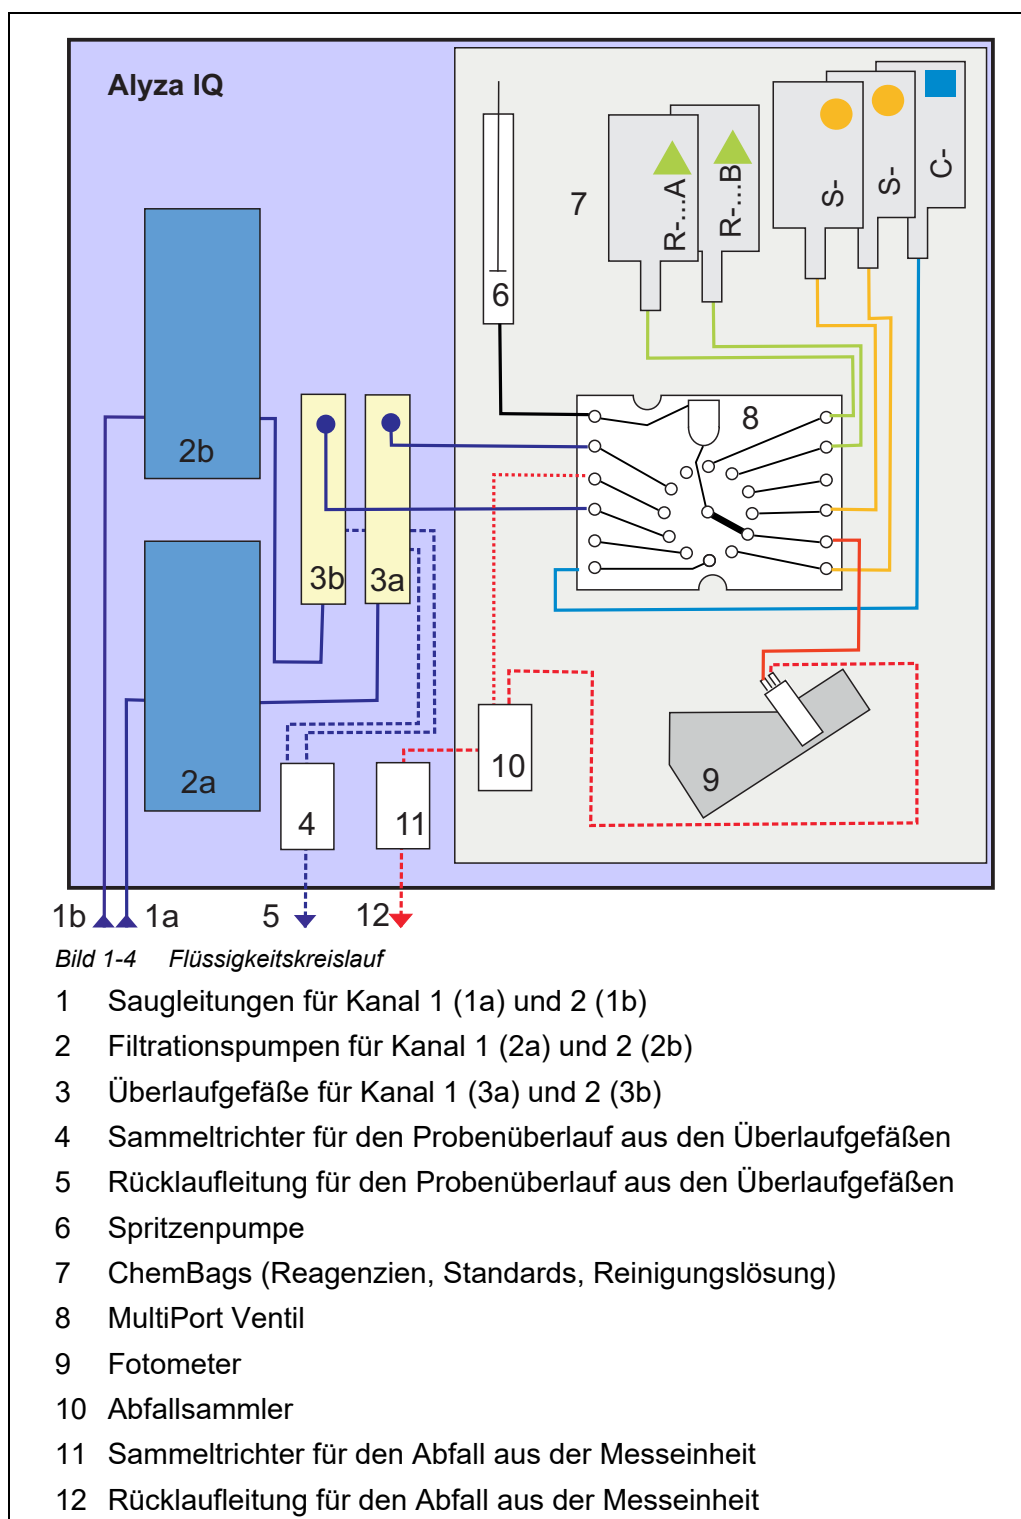 Alyza IQ
7
R-...A
R-...B
S-
S-
C-
6
8
2b
3b
3a
2a
4
11
10
9
1b
1a
5
12
Bild 1-4 Flüssigkeitskreislauf
1 Saugleitungen für Kanal 1 (1a) und 2 (1b)
2 Filtrationspumpen für Kanal 1 (2a) und 2 (2b)
3 Überlaufgefäße für Kanal 1 (3a) und 2 (3b)
4 Sammeltrichter für den Probenüberlauf aus den Überlaufgefäßen
5 Rücklaufleitung für den Probenüberlauf aus den Überlaufgefäßen
6 Spritzenpumpe
7 ChemBags (Reagenzien, Standards, Reinigungslösung)
8 MultiPort Ventil
9 Fotometer
10 Abfallsammler
11 Sammeltrichter für den Abfall aus der Messeinheit
12 Rücklaufleitung für den Abfall aus der Messeinheit